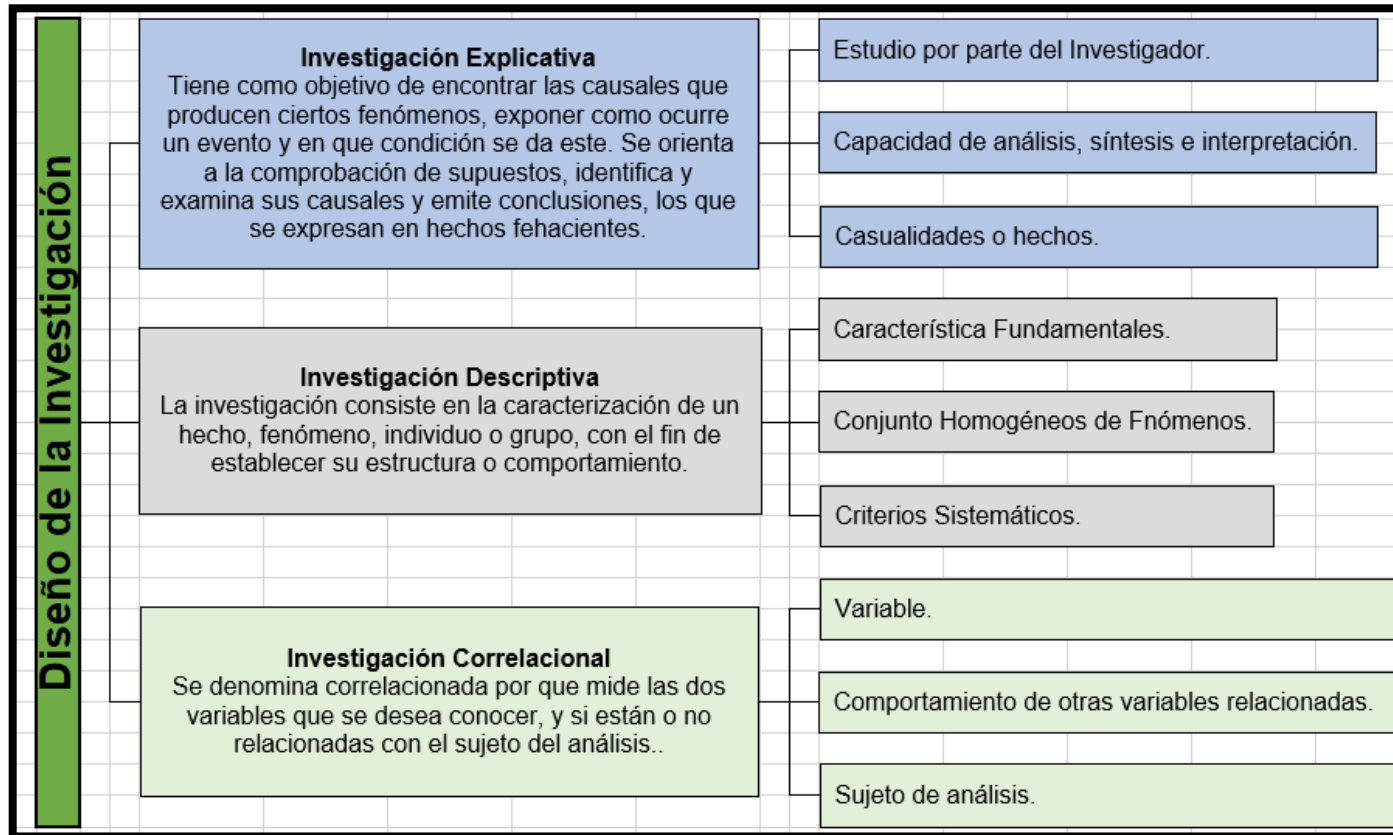 Diseño de la Investigación
Investigación Explicativa
Tiene como objetivo de encontrar las causales que
producen ciertos fenómenos, exponer como ocurre
un evento y en que condición se da este. Se orienta
a la comprobación de supuestos, identifica y
examina sus causales y emite conclusiones, los que
se expresan en hechos fehacientes.
Estudio por parte del Investigador.
Capacidad de análisis, síntesis e interpretación.
Casualidades o hechos.
Investigación Descriptiva
La investigación consiste en la caracterización de un
hecho, fenómeno, individuo o grupo, con el fin de
establecer su estructura o comportamiento.
Característica Fundamentales.
Conjunto Homogéneos de Fnómenos.
Criterios Sistemáticos.
Investigación Correlacional
Se denomina correlacionada por que mide las dos
variables que se desea conocer, y si están o no
relacionadas con el sujeto del análisis..
Variable.
Comportamiento de otras variables relacionadas.
Sujeto de análisis.